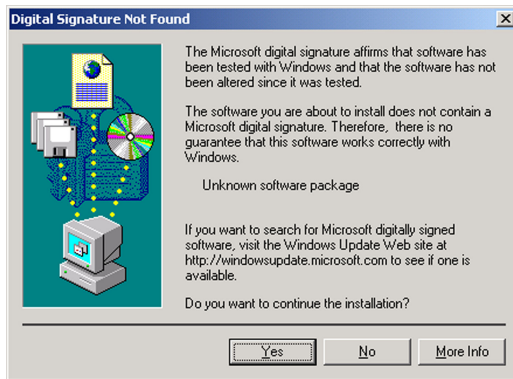 Digital Signature Not Found
The Microsoft digital signature affirms that software has
been tested with Windows and that the software has not
been altered since it was tested.
The software you are about to install does not contain a
Microsoft digital signature. Therefore, there is no
guarantee that this software works correctly with
Windows.
Unknown software package
If you want to search for Microsoft digitally signed
software, visit the Windows Update Web site at
http://windowsupdate.microsoft.com to see if one is
available.
Do you want to continue the installation?
Yes No More Info